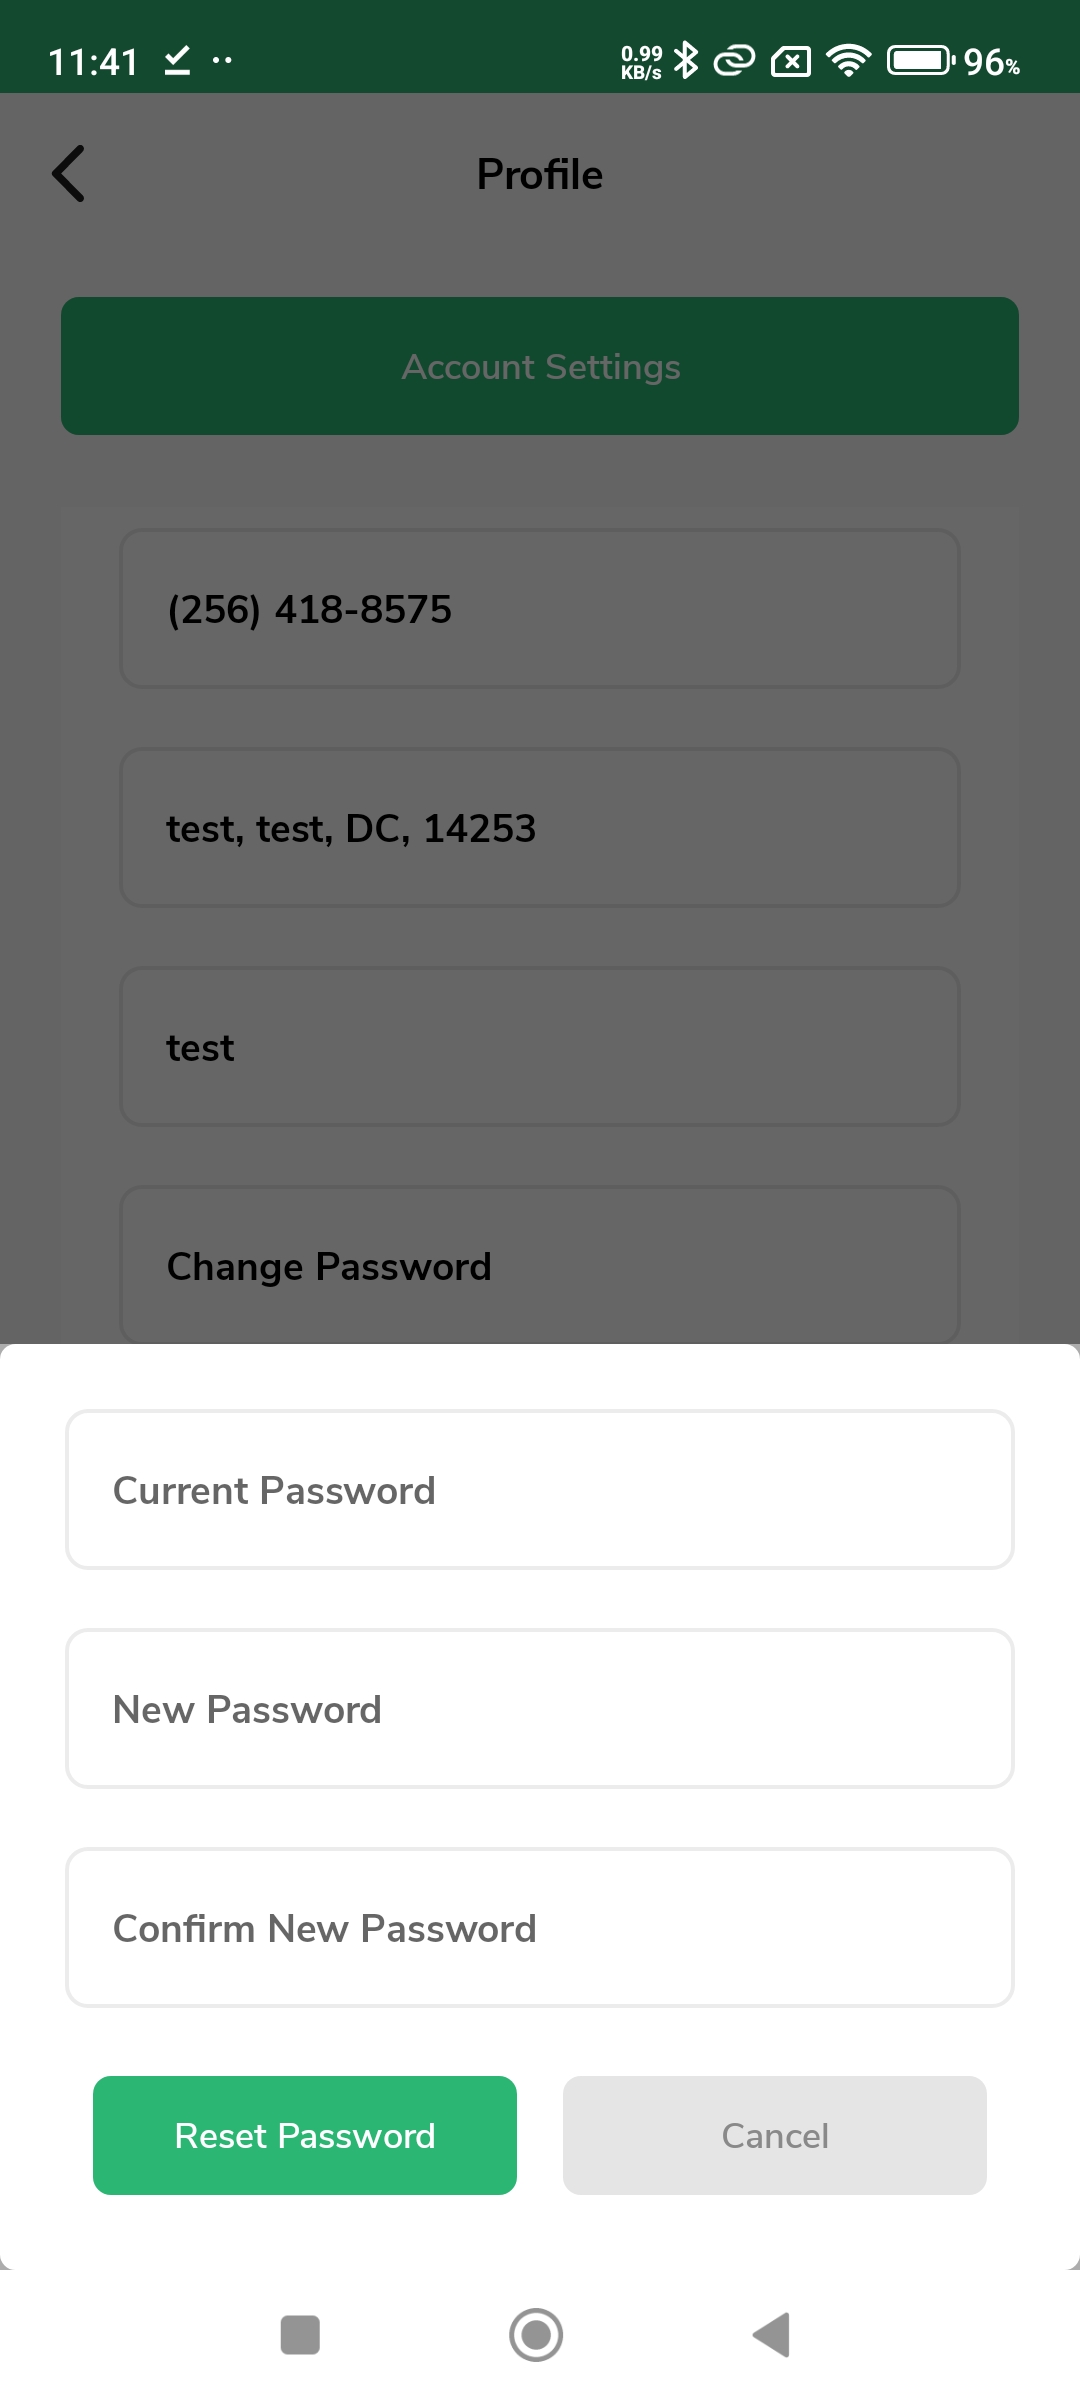 11:41
0.99
KB/s
96%
Profile
Account Settings
(256) 418-8575
test, test, DC, 14253
test
Change Password
Current Password
New Password
Confirm New Password
Reset Password
Cancel